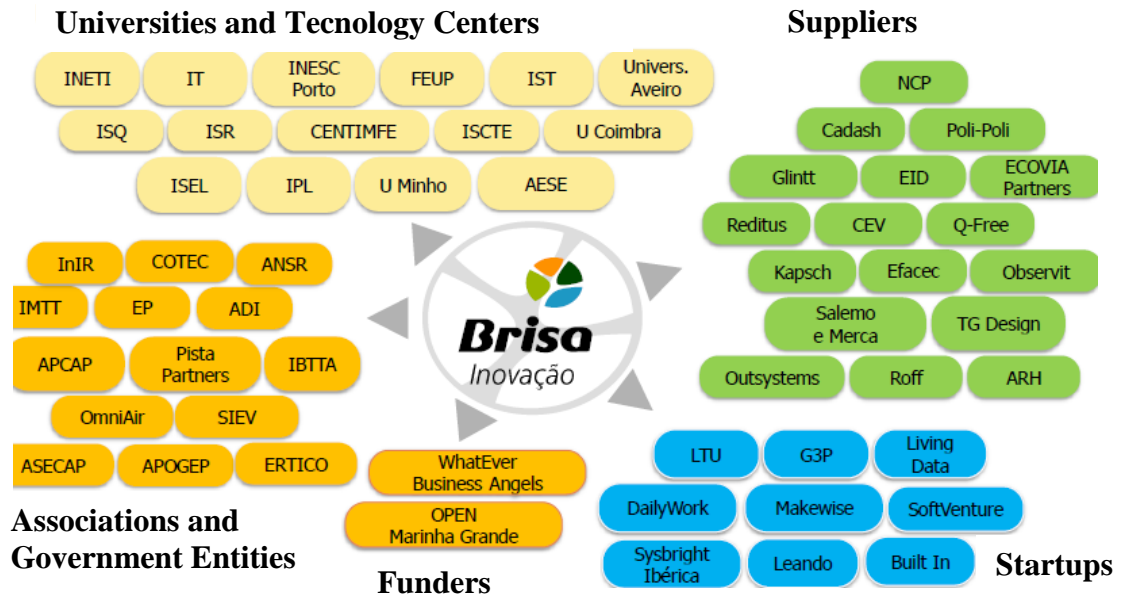 Universities and Tecnology Centers
INETI
IT
INESC
Porto
FEUP
IST
Univers.
Aveiro
ISQ
ISR
CENTIMFE
ISCTE
U Coimbra
ISEL
IPL
U Minho
AESE
Suppliers
NCP
Cadash
Poli-Poli
Glintt
EID
ECOVIA
Partners
Reditus
CEV
Q-Free
Kapsch
Efacec
Observit
Salemo
e Merca
TG Design
Outsystems
Roff
ARH
Brisa
Inovação
InIR
COTEC
ANSR
IMTT
EP
ADI
APCAP
Pista
Partners
IBTTA
OmniAir
SIEV
ASECAP
APOGEP
ERTICO
Associations and
Government Entities
WhatEver
Business Angels
OPEN
Marinha Grande
Funders
LTU
G3P
Living
Data
DailyWork
Makewise
SoftVenture
Sysbright
Ibérica
Leando
Built In
Startups